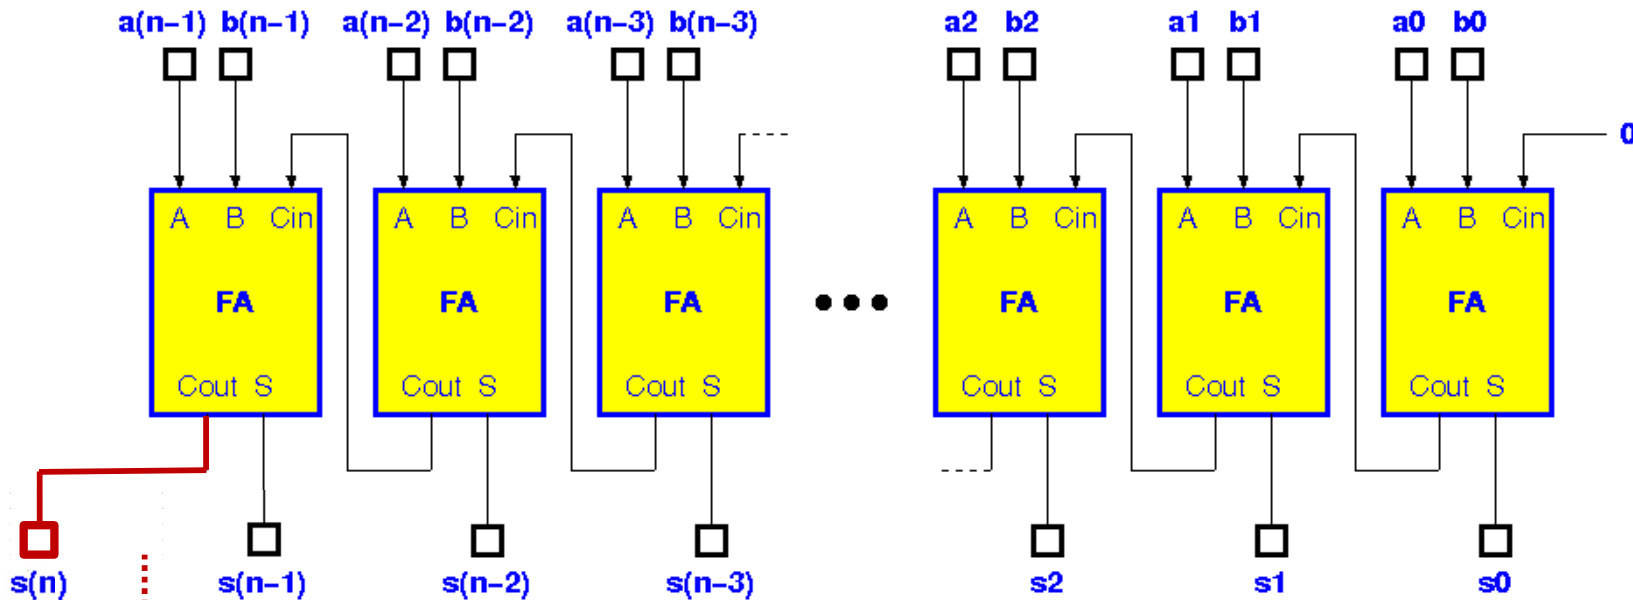 a(n−1) b(n−1) a(n−2) b(n−2) a(n−3) b(n−3) a2 b2 a1 b1 a0 b0
0
A B Cin A B Cin A B Cin A B Cin A B Cin A B Cin
FA FA FA FA FA FA
Cout S Cout S Cout S Cout S Cout S Cout S
s(n) s(n−1) s(n−2) s(n−3) s2 s1 s0